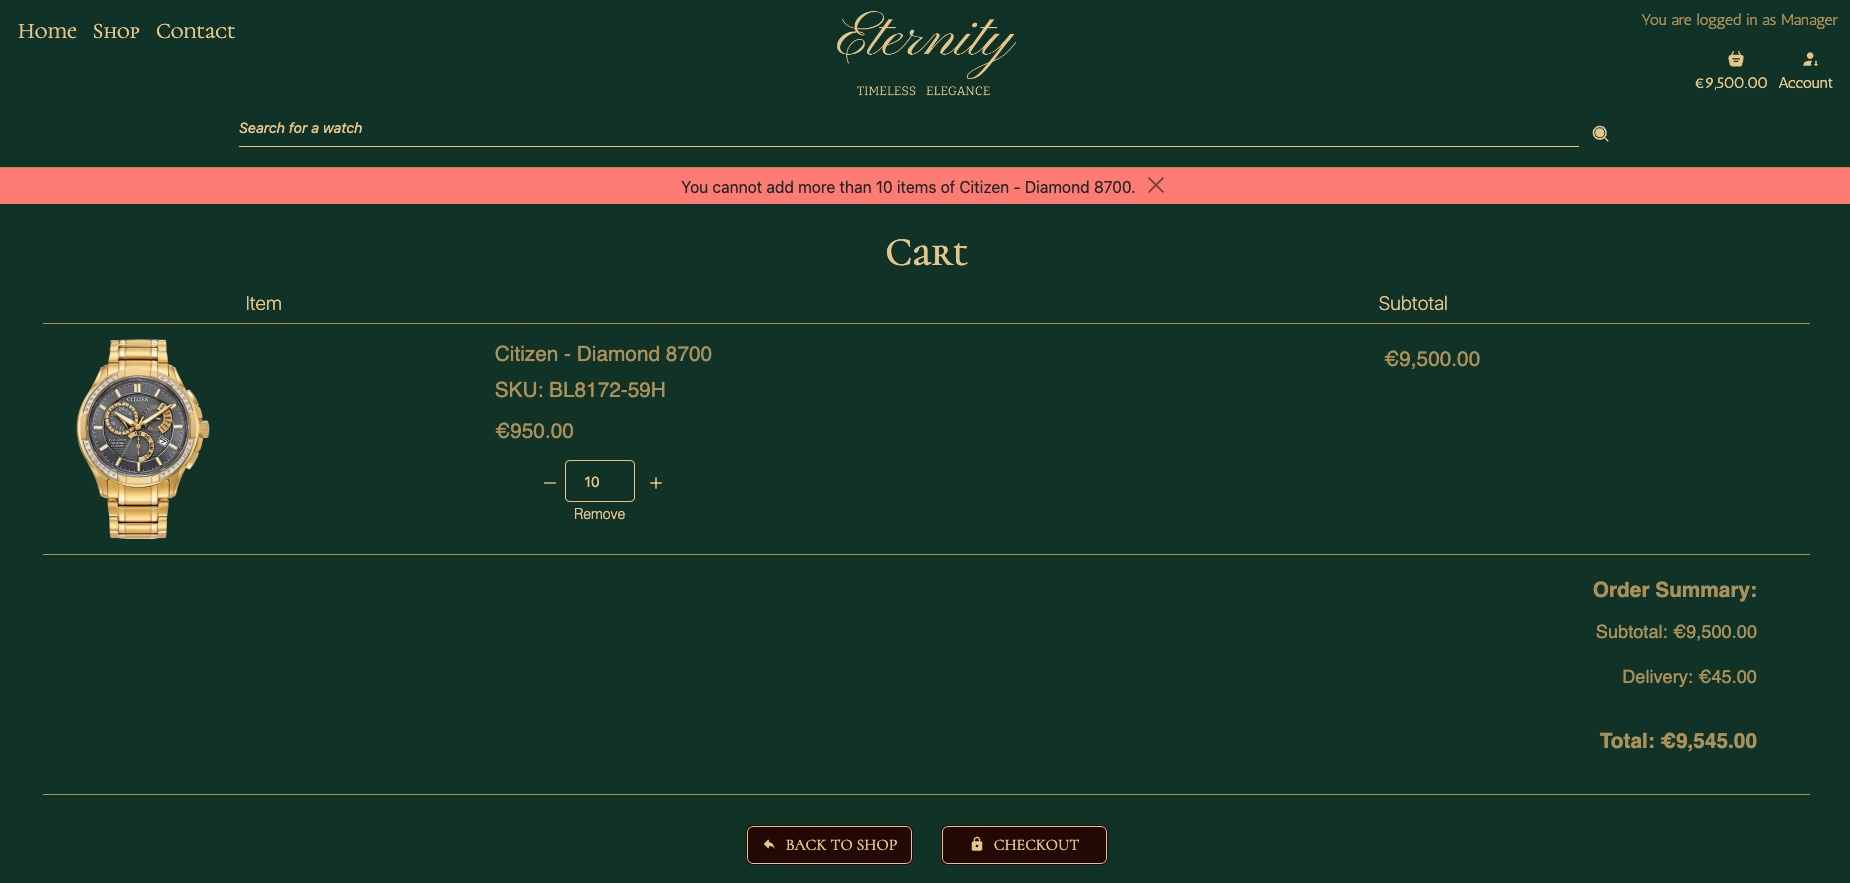 Home Shop Contact
Eternity
TIMELESS ELEGANCE
You are logged in as Manager
€9,500.00 Account
Search for a watch
You cannot add more than 10 items of Citizen - Diamond 8700.
Cart
Item Subtotal
CITIZEN
Citizen - Diamond 8700
€9,500.00
SKU: BL8172-59H
€950.00
10
Remove
Order Summary:
Subtotal: €9,500.00
Delivery: €45.00
Total: €9,545.00
BACK TO SHOP
CHECKOUT